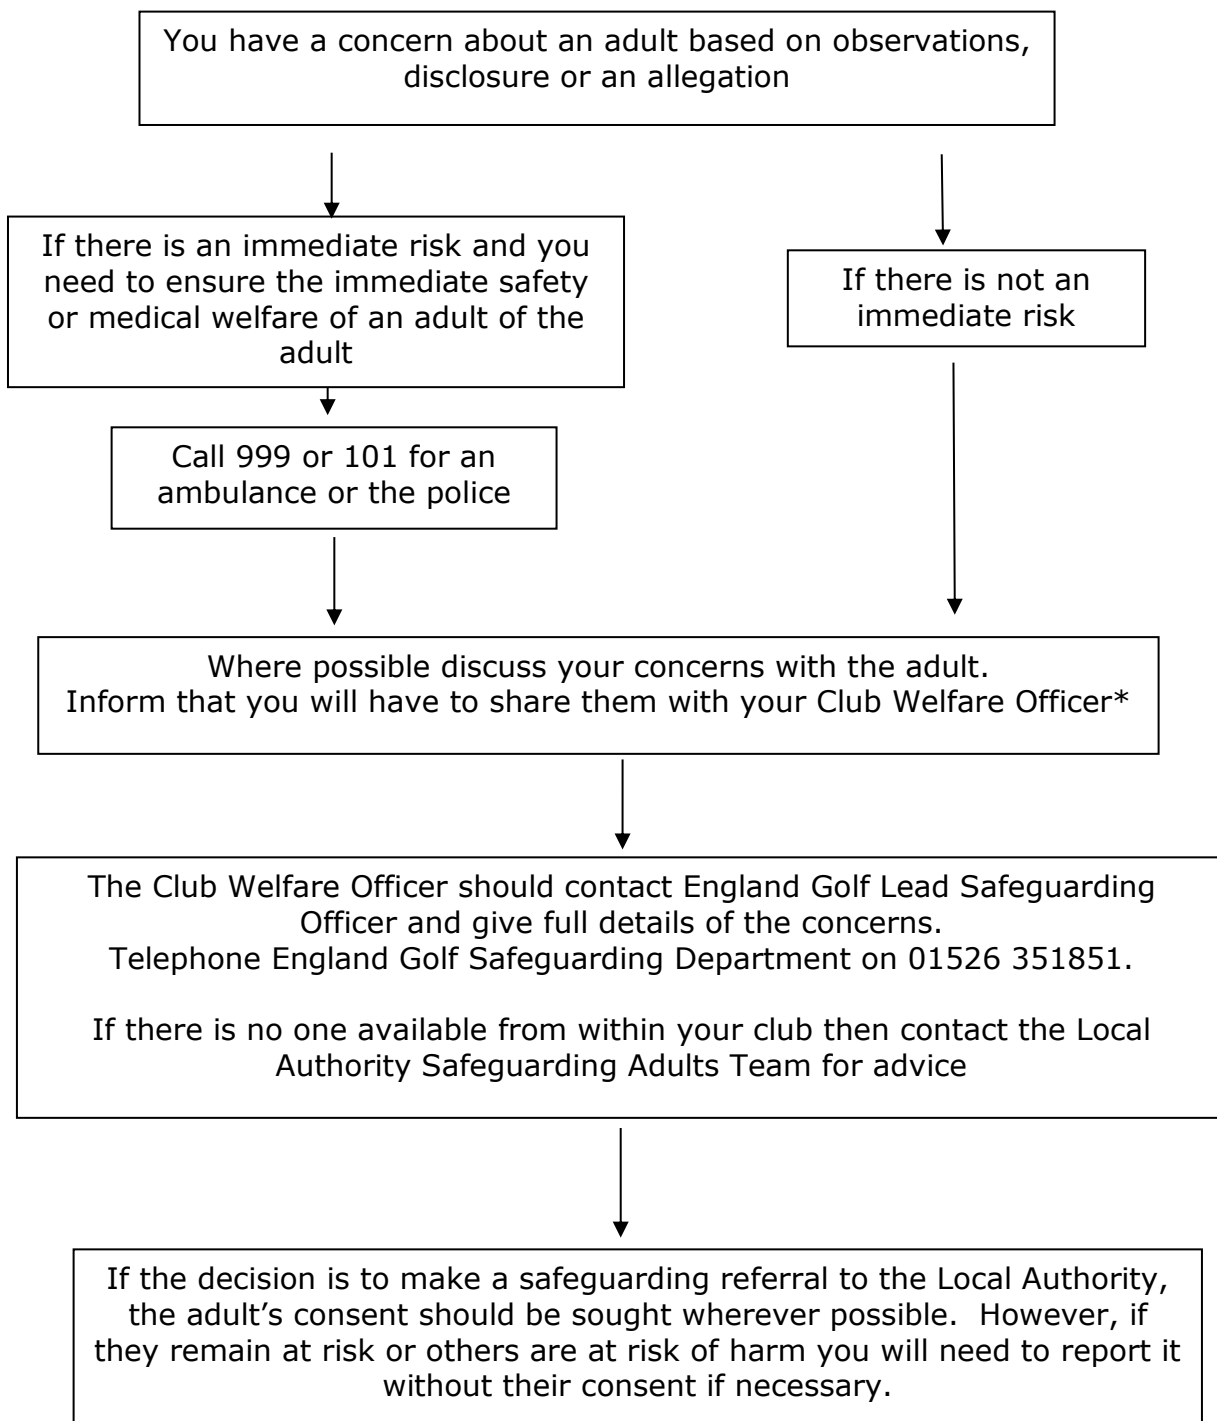 You have a concern about an adult based on observations,
disclosure or an allegation
If there is an immediate risk and you
need to ensure the immediate safety
or medical welfare of an adult of the
adult
If there is not an
immediate risk
Call 999 or 101 for an
ambulance or the police
Where possible discuss your concerns with the adult.
Inform that you will have to share them with your Club Welfare Officer*
The Club Welfare Officer should contact England Golf Lead Safeguarding
Officer and give full details of the concerns.
Telephone England Golf Safeguarding Department on 01526 351851.
If there is no one available from within your club then contact the Local
Authority Safeguarding Adults Team for advice
If the decision is to make a safeguarding referral to the Local Authority,
the adult’s consent should be sought wherever possible.  However, if
they remain at risk or others are at risk of harm you will need to report it
without their consent if necessary.